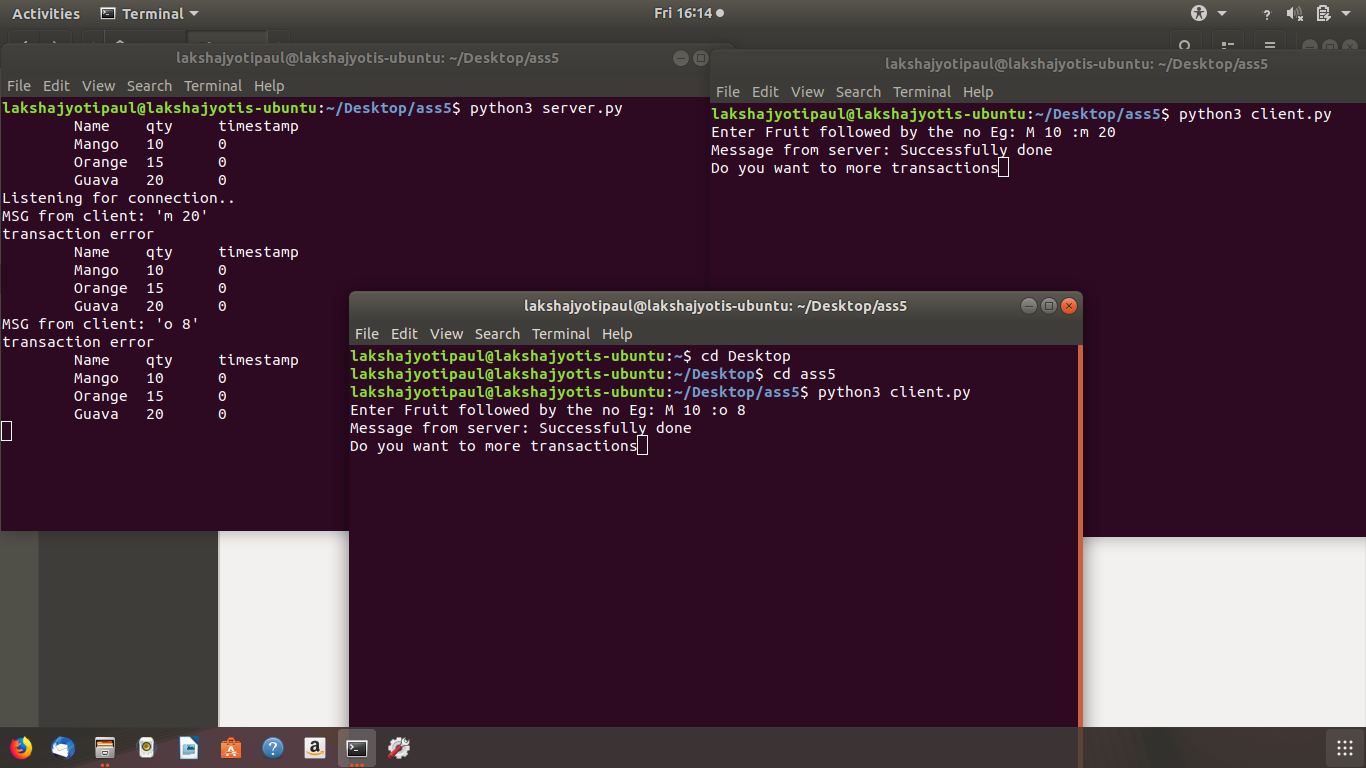 Activities Terminal Fri 16:14 ?
lakshajyotipaul@lakshajyotis-ubuntu: ~/Desktop/ass5
File Edit View Search Terminal Help
lakshajyotipaul@lakshajyotis-ubuntu:~/Desktop/ass5$ python3 server.py
Name qty timestamp
Mango 10 0
Orange 15 0
Guava 20 0
Listening for connection..
MSG from client: 'm 20'
transaction error
Name qty timestamp
Mango 10 0
Orange 15 0
Guava 20 0
MSG from client: 'o 8'
transaction error
Name qty timestamp
Mango 10 0
Orange 15 0
Guava 20 0
lakshajyotipaul@lakshajyotis-ubuntu: ~/Desktop/ass5
File Edit View Search Terminal Help
lakshajyotipaul@lakshajyotis-ubuntu:~/Desktop/ass5$ python3 client.py
Enter Fruit followed by the no Eg: M 10 :m 20
Message from server: Successfully done
Do you want to more transactions
lakshajyotipaul@lakshajyotis-ubuntu: ~/Desktop/ass5
File Edit View Search Terminal Help
lakshajyotipaul@lakshajyotis-ubuntu:~$ cd Desktop
lakshajyotipaul@lakshajyotis-ubuntu:~/Desktop$ cd ass5
lakshajyotipaul@lakshajyotis-ubuntu:~/Desktop/ass5$ python3 client.py
Enter Fruit followed by the no Eg: M 10 :o 8
Message from server: Successfully done
Do you want to more transactions